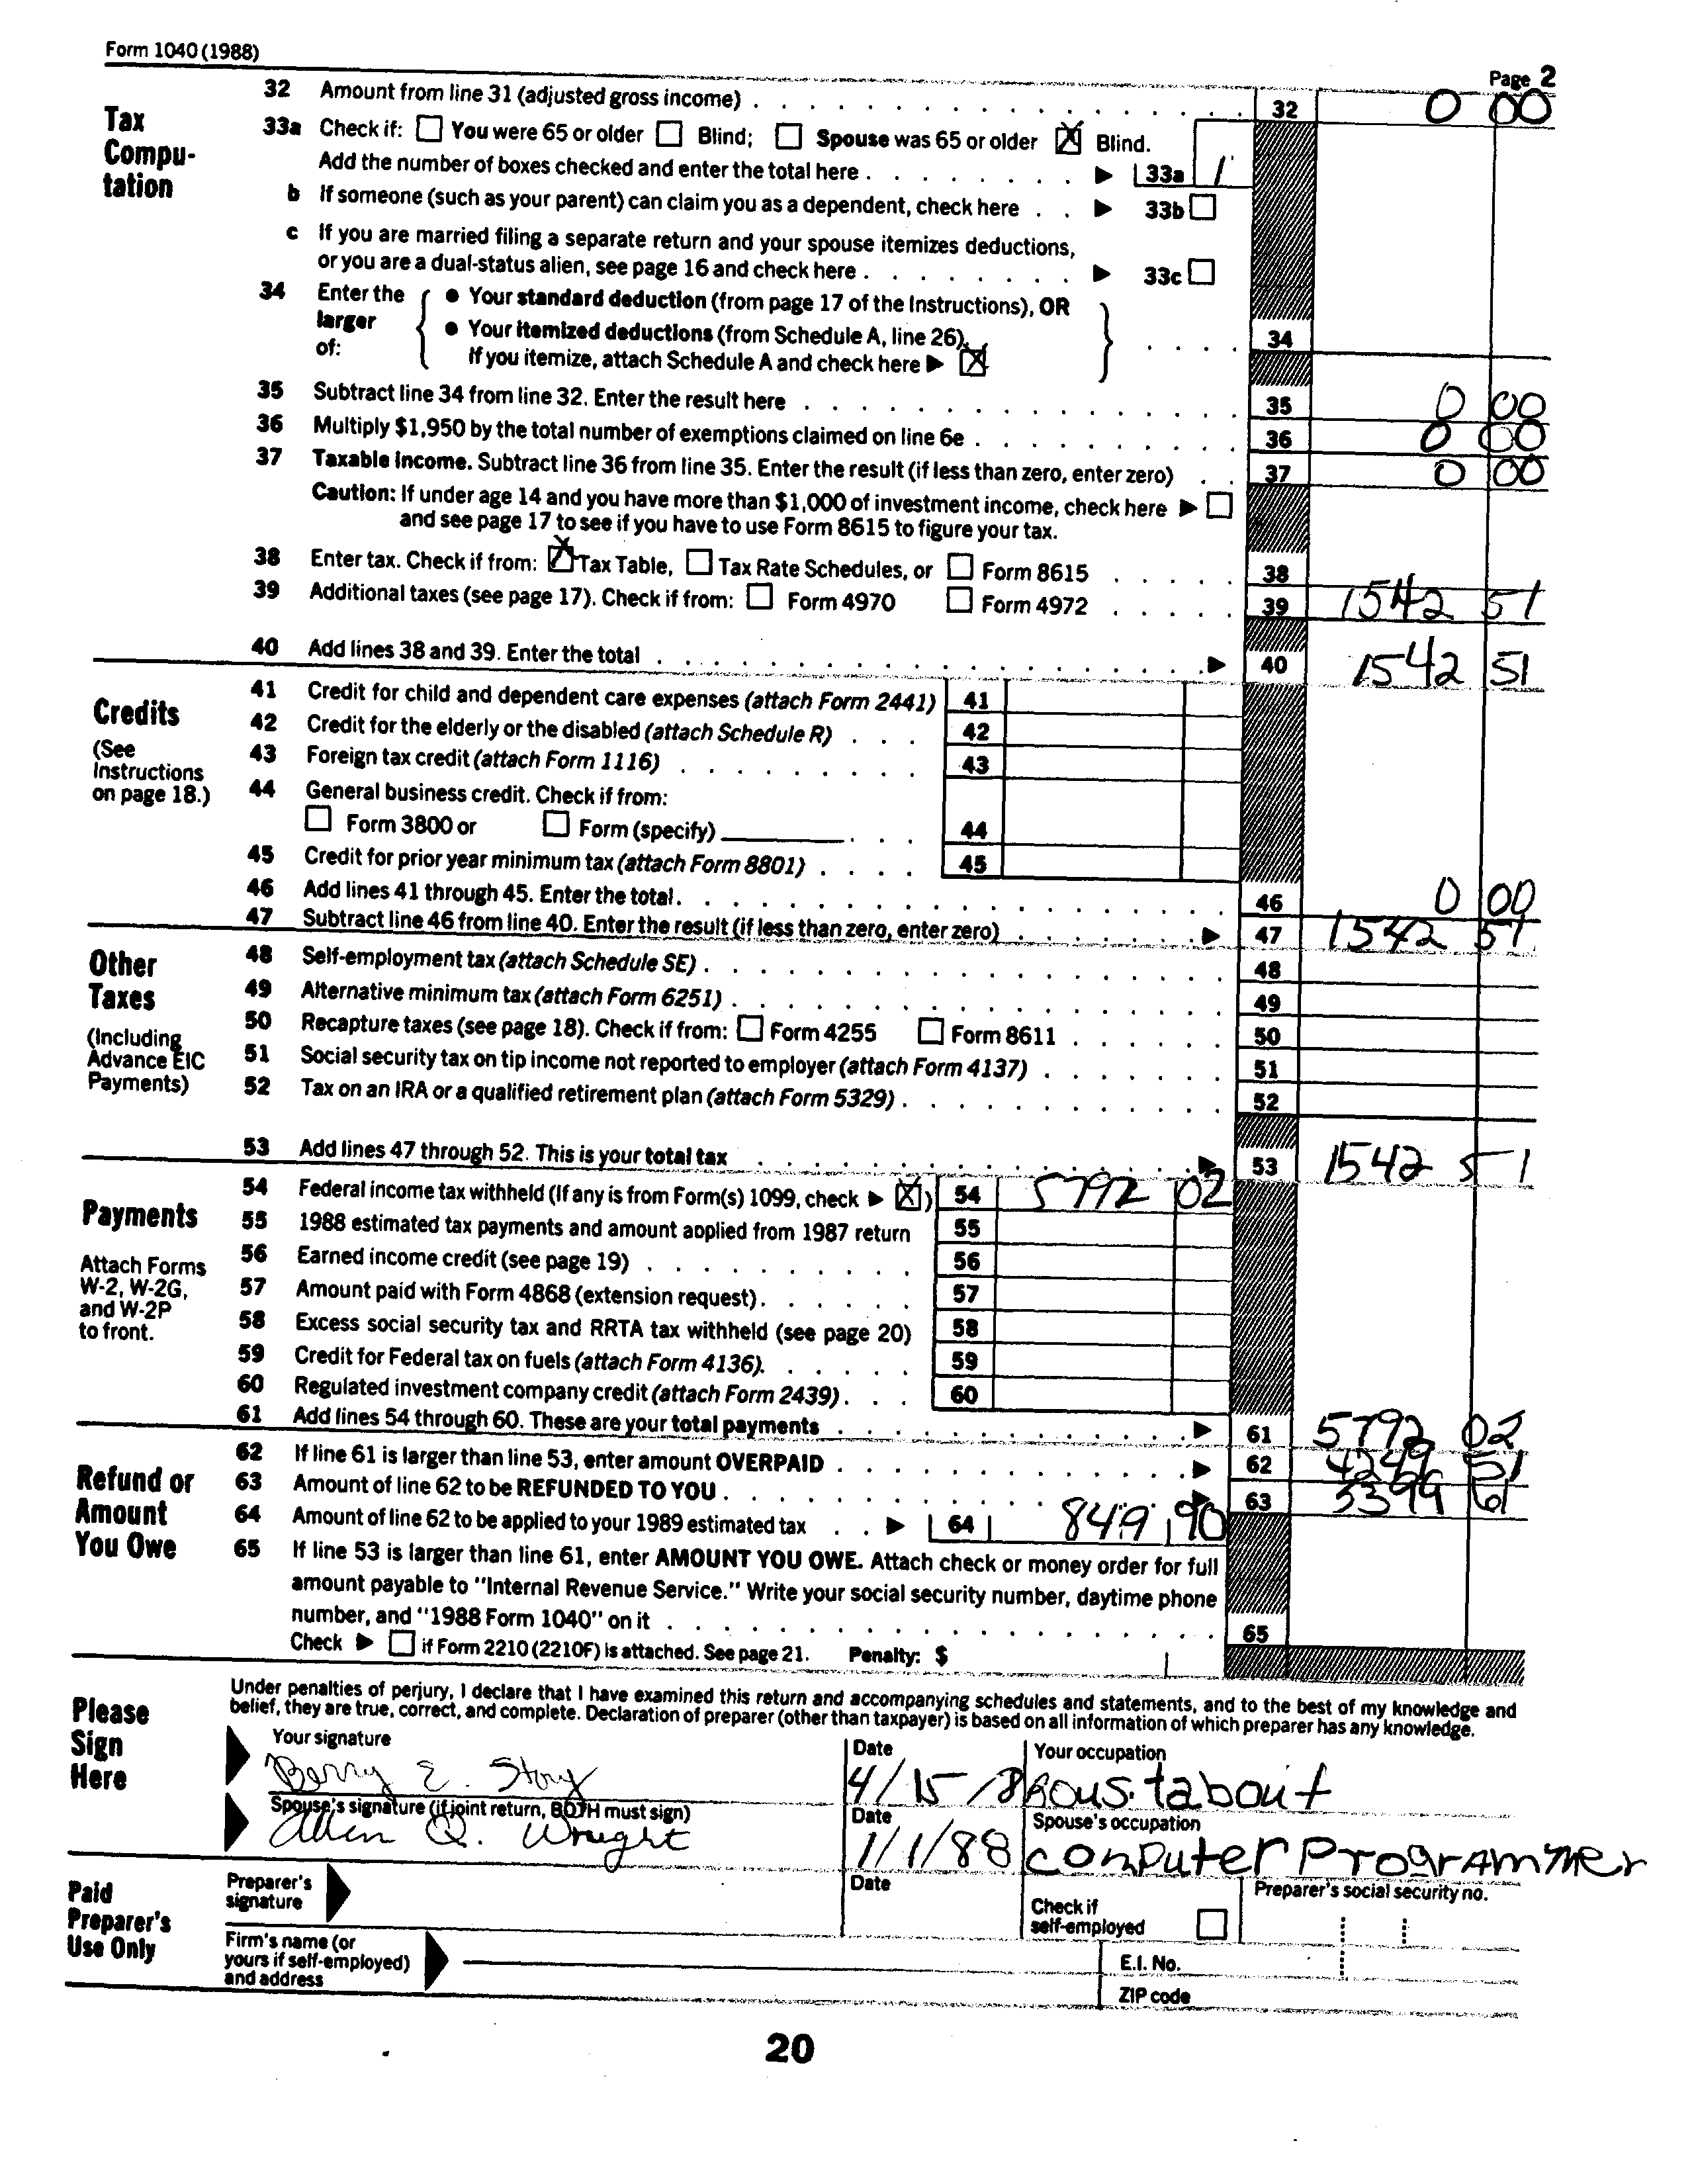 Form 1040 (1988)
Page 2
Tax Compu-tation
32 Amount from line 31 (adjusted gross income) . . . 32 0 00
33a Check if: ☐ You were 65 or older ☐ Blind; ☐ Spouse was 65 or older ☒ Blind.
Add the number of boxes checked and enter the total here . . . ▶ 33a 1
b If someone (such as your parent) can claim you as a dependent, check here . . ▶ 33b ☐
c If you are married filing a separate return and your spouse itemizes deductions,
or you are a dual-status alien, see page 16 and check here . . . ▶ 33c ☐
34 Enter the larger of: { ● Your standard deduction (from page 17 of the Instructions), OR
● Your itemized deductions (from Schedule A, line 26).
If you itemize, attach Schedule A and check here ▶ ☒ } . . . . 34
35 Subtract line 34 from line 32. Enter the result here . . . 35 0 00
36 Multiply $1,950 by the total number of exemptions claimed on line 6e . . . 36 0 00
37 Taxable income. Subtract line 36 from line 35. Enter the result (if less than zero, enter zero) . . 37 0 00
Caution: If under age 14 and you have more than $1,000 of investment income, check here ▶ ☐
and see page 17 to see if you have to use Form 8615 to figure your tax.
38 Enter tax. Check if from: ☒ Tax Table, ☐ Tax Rate Schedules, or ☐ Form 8615 . . . 38
39 Additional taxes (see page 17). Check if from: ☐ Form 4970 ☐ Form 4972 . . . 39 1542 51
40 Add lines 38 and 39. Enter the total . . . ▶ 40 1542 51
Credits
(See Instructions on page 18.)
41 Credit for child and dependent care expenses (attach Form 2441) 41
42 Credit for the elderly or the disabled (attach Schedule R) . . . 42
43 Foreign tax credit (attach Form 1116) . . . 43
44 General business credit. Check if from:
☐ Form 3800 or ☐ Form (specify) . . . 44
45 Credit for prior year minimum tax (attach Form 8801) . . . . 45
46 Add lines 41 through 45. Enter the total. . . . 46 0 00
47 Subtract line 46 from line 40. Enter the result (if less than zero, enter zero) . . . ▶ 47 1542 51
Other Taxes
(Including Advance EIC Payments)
48 Self-employment tax (attach Schedule SE) . . . 48
49 Alternative minimum tax (attach Form 6251) . . . 49
50 Recapture taxes (see page 18). Check if from: ☐ Form 4255 ☐ Form 8611 . . . 50
51 Social security tax on tip income not reported to employer (attach Form 4137) . . . 51
52 Tax on an IRA or a qualified retirement plan (attach Form 5329) . . . 52
53 Add lines 47 through 52. This is your total tax . . . ▶ 53 1542 51
Payments
Attach Forms W-2, W-2G, and W-2P to front.
54 Federal income tax withheld (If any is from Form(s) 1099, check ▶ ☒) 54 5792 02
55 1988 estimated tax payments and amount applied from 1987 return 55
56 Earned income credit (see page 19) . . . 56
57 Amount paid with Form 4868 (extension request). . . . 57
58 Excess social security tax and RRTA tax withheld (see page 20) 58
59 Credit for Federal tax on fuels (attach Form 4136). . . . 59
60 Regulated investment company credit (attach Form 2439) . . . 60
61 Add lines 54 through 60. These are your total payments . . . ▶ 61 5792 02
Refund or Amount You Owe
62 If line 61 is larger than line 53, enter amount OVERPAID . . . ▶ 62 4249 51
63 Amount of line 62 to be REFUNDED TO YOU . . . ▶ 63 3399 61
64 Amount of line 62 to be applied to your 1989 estimated tax . . ▶ 64 849 90
65 If line 53 is larger than line 61, enter AMOUNT YOU OWE. Attach check or money order for full
amount payable to "Internal Revenue Service." Write your social security number, daytime phone
number, and "1988 Form 1040" on it . . . 65
Check ▶ ☐ if Form 2210 (2210F) is attached. See page 21. Penalty: $
Please Sign Here
Under penalties of perjury, I declare that I have examined this return and accompanying schedules and statements, and to the best of my knowledge and
belief, they are true, correct, and complete. Declaration of preparer (other than taxpayer) is based on all information of which preparer has any knowledge.
Your signature Date Your occupation
Berry E. Story 4/15/8 Roustabout
Spouse's signature (if joint return, BOTH must sign) Date Spouse's occupation
Allen Q. Wright 1/1/88 computer Programmer
Paid Preparer's Use Only
Preparer's signature Date Check if self-employed ☐ Preparer's social security no.
Firm's name (or yours if self-employed) and address E.I. No.
ZIP code
20